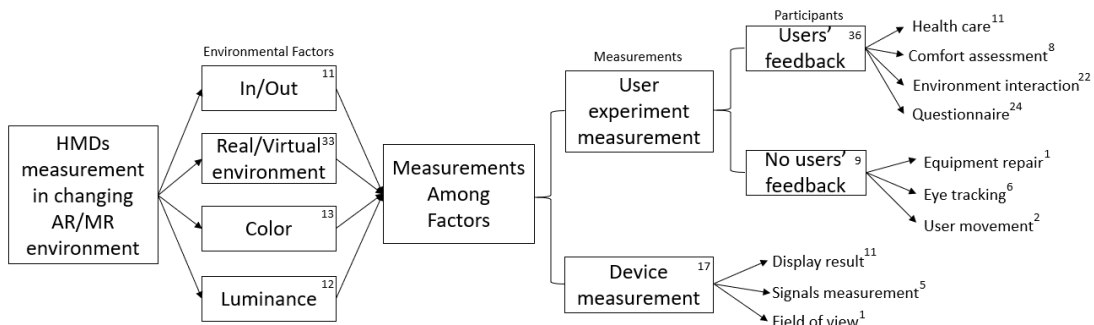 HMDs
measurement
in changing
AR/MR
environment
Environmental Factors
In/Out 11
Real/Virtual 33
environment
Color 13
Luminance 12
Measurements
Among
Factors
Measurements
User
experiment
measurement
Device 17
measurement
Participants
Users' 36
feedback
No users' 9
feedback
Health care 11
Comfort assessment 8
Environment interaction 22
Questionnaire 24
Equipment repair 1
Eye tracking 6
User movement 2
Display result 11
Signals measurement 5
Field of view 1